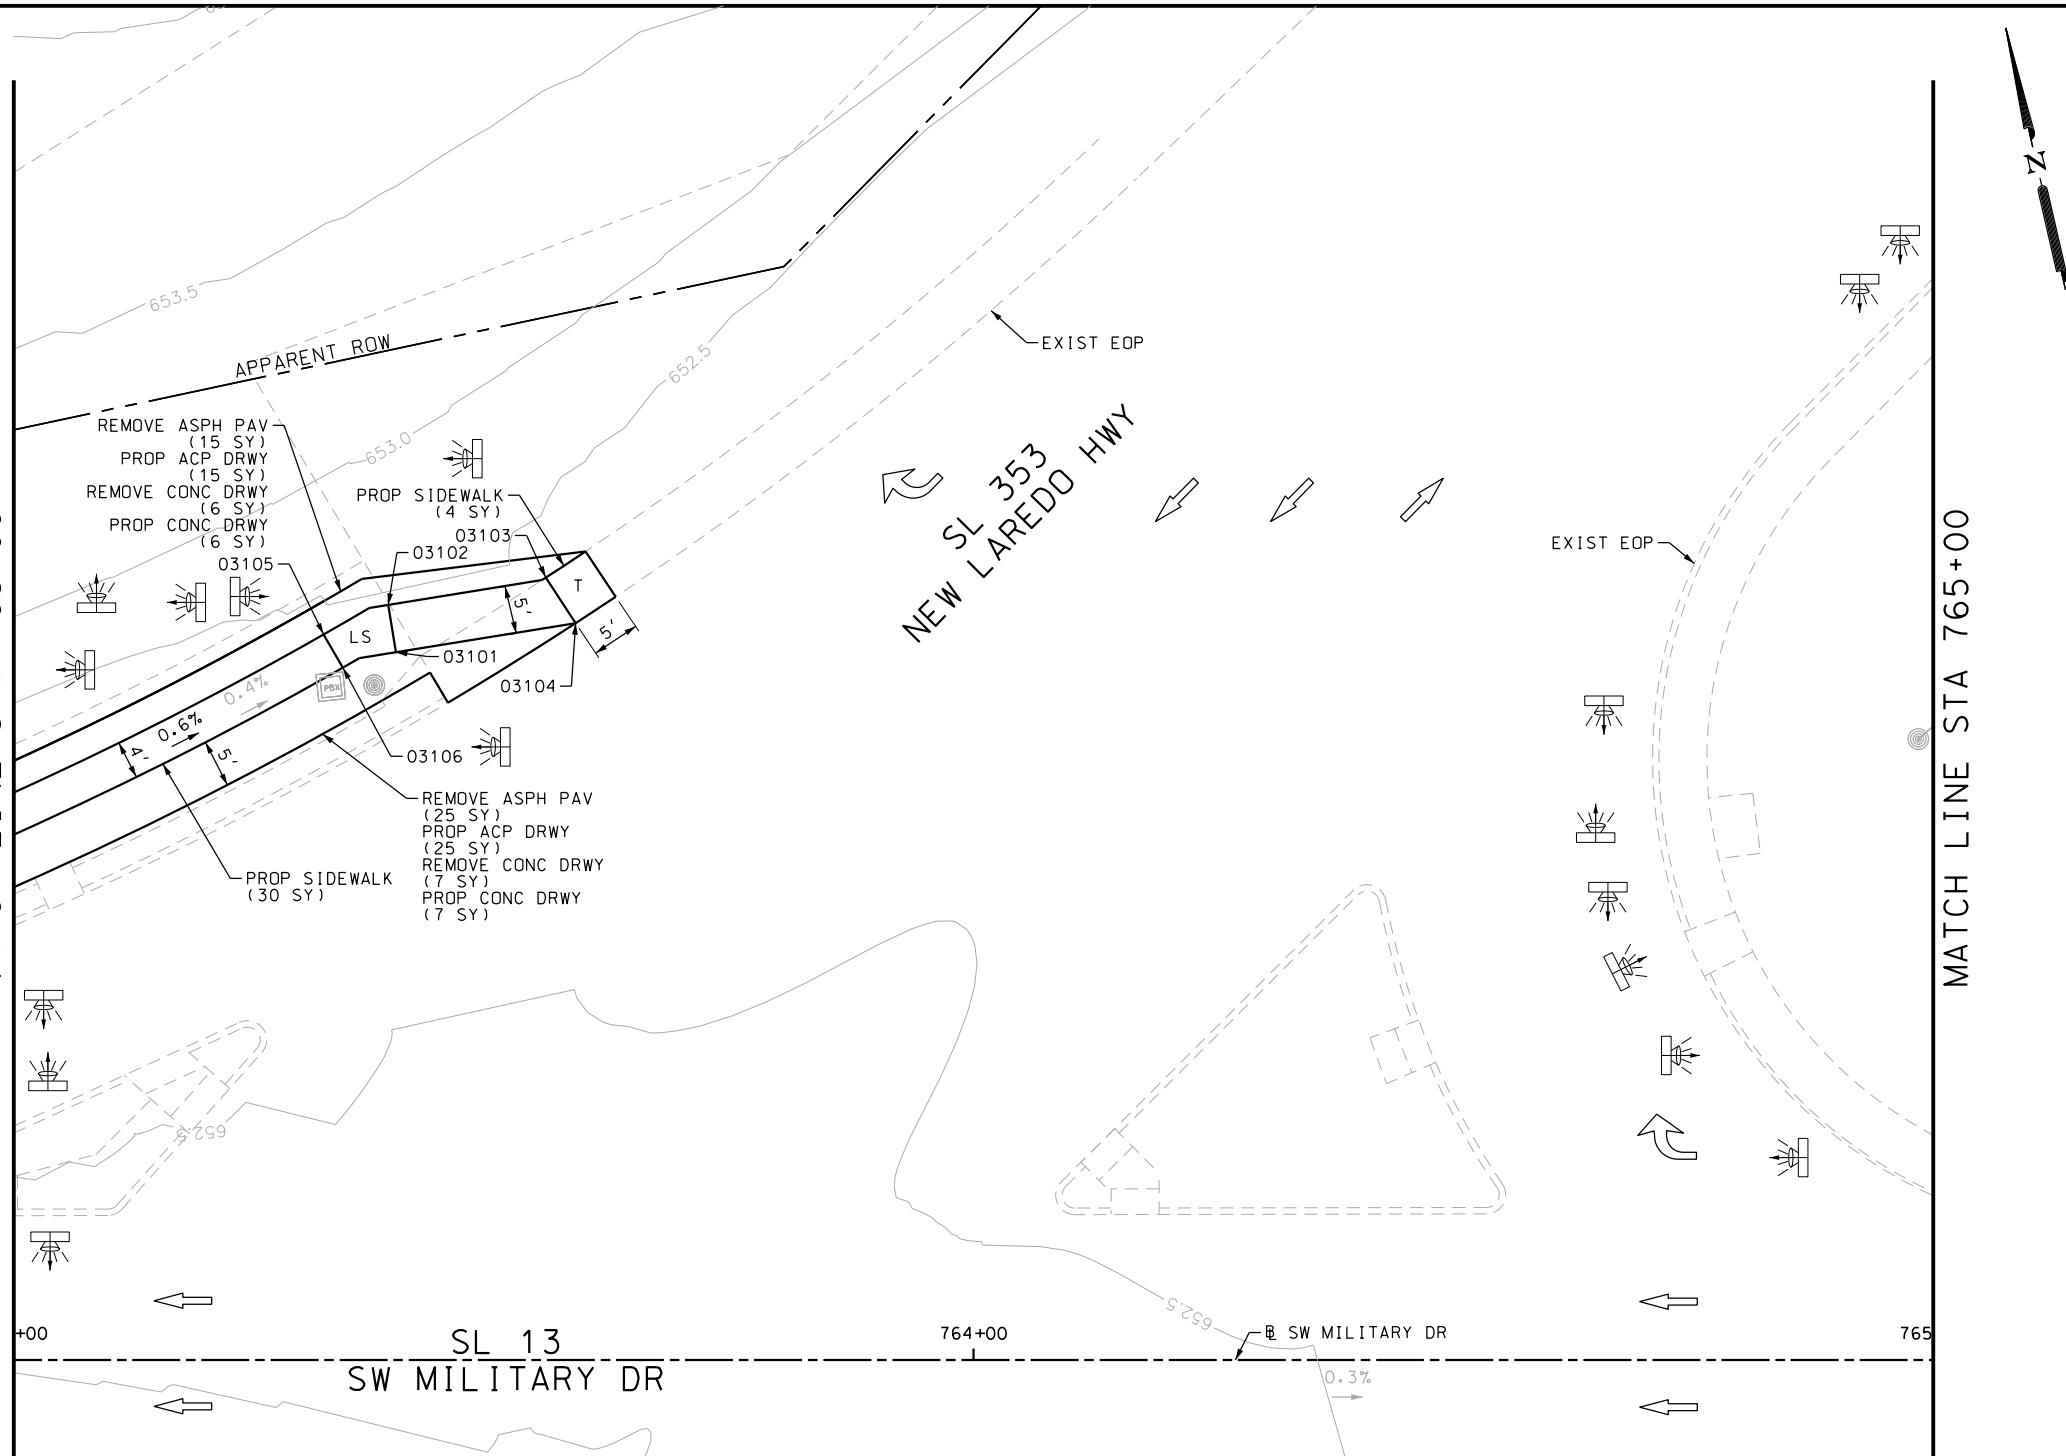 653.5
APPARENT ROW
652.5
EXIST EOP
653.0
REMOVE ASPH PAV
(15 SY)
PROP ACP DRWY
(15 SY)
REMOVE CONC DRWY
(6 SY)
PROP CONC DRWY
(6 SY)
PROP SIDEWALK
(4 SY)
03103
03102
03105
SL 353
NEW LAREDO HWY
EXIST EOP
N
MATCH LINE STA 765+00
T
5'
5'
LS
03101
03104
PBX
0.4%
0.6%
4'
5'
03106
REMOVE ASPH PAV
(25 SY)
PROP ACP DRWY
(25 SY)
REMOVE CONC DRWY
(7 SY)
PROP CONC DRWY
(7 SY)
PROP SIDEWALK
(30 SY)
652.5
652.5
+00
SL 13
SW MILITARY DR
764+00
BL SW MILITARY DR
765
0.3%